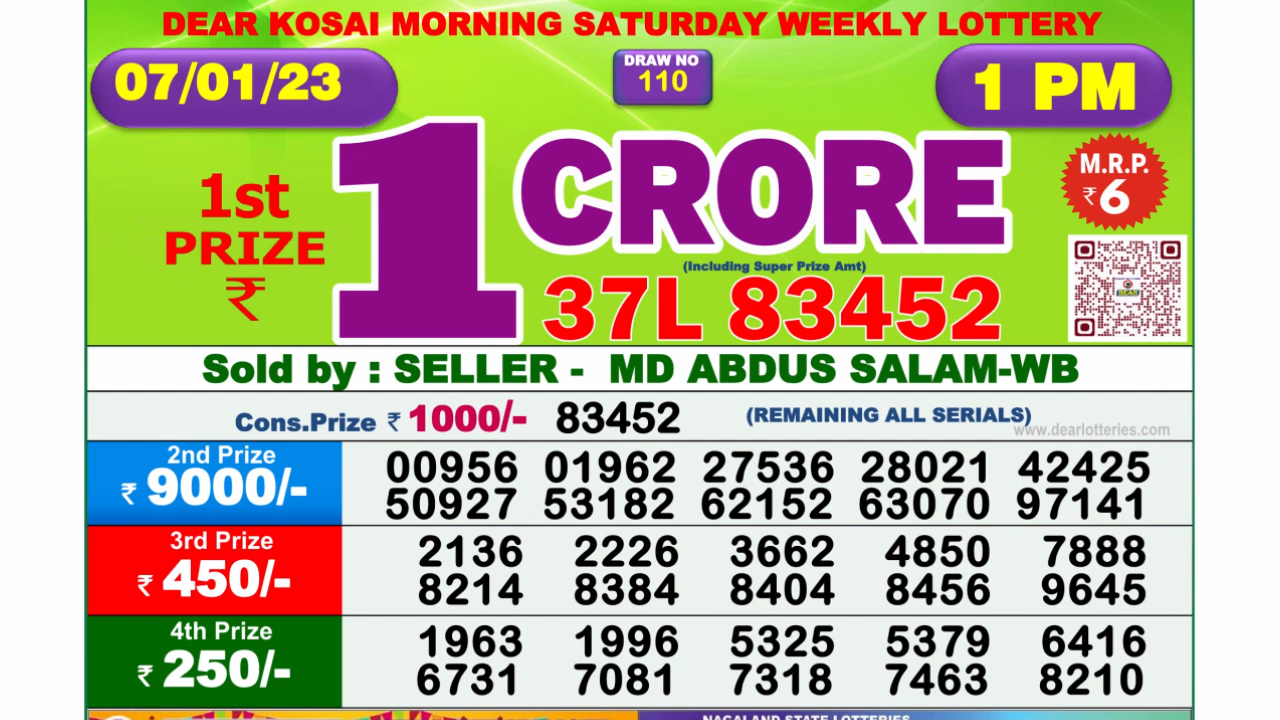 DEAR KOSAI MORNING SATURDAY WEEKLY LOTTERY
07/01/23
DRAW NO
110
1 PM
1st
PRIZE
₹
1 CRORE
(Including Super Prize Amt)
37L 83452
M.R.P.
₹6
DEAR
Sold by : SELLER - MD ABDUS SALAM-WB
Cons.Prize ₹ 1000/- 83452 (REMAINING ALL SERIALS)
www.dearlotteries.com
2nd Prize
₹ 9000/-
00956 01962 27536 28021 42425
50927 53182 62152 63070 97141
3rd Prize
₹ 450/-
2136 2226 3662 4850 7888
8214 8384 8404 8456 9645
4th Prize
₹ 250/-
1963 1996 5325 5379 6416
6731 7081 7318 7463 8210
NAGALAND STATE LOTTERIES